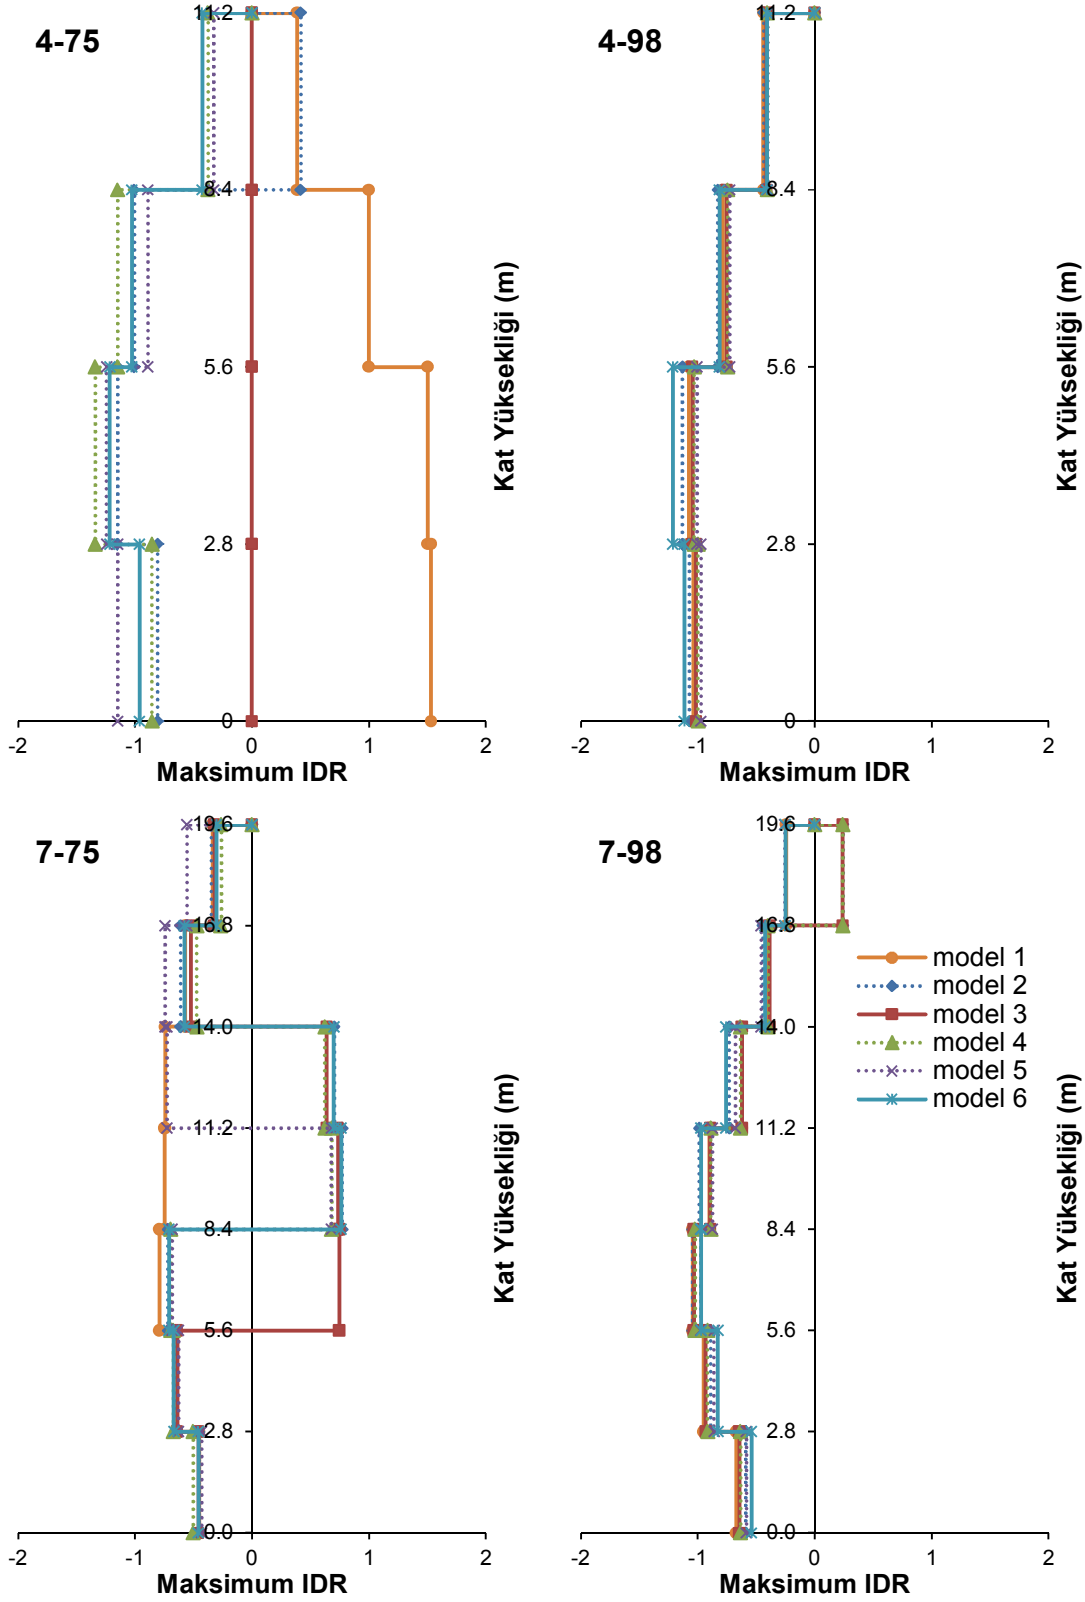 4-75
11.2
8.4
5.6
2.8
0
-2 -1 0 1 2
Maksimum IDR
Kat Yüksekliği (m)
4-98
11.2
8.4
5.6
2.8
0
-2 -1 0 1 2
Maksimum IDR
Kat Yüksekliği (m)
7-75
19.6
16.8
14.0
11.2
8.4
5.6
2.8
0.0
-2 -1 0 1 2
Maksimum IDR
Kat Yüksekliği (m)
7-98
19.6
16.8
14.0
11.2
8.4
5.6
2.8
0.0
-2 -1 0 1 2
Maksimum IDR
Kat Yüksekliği (m)
model 1
model 2
model 3
model 4
model 5
model 6